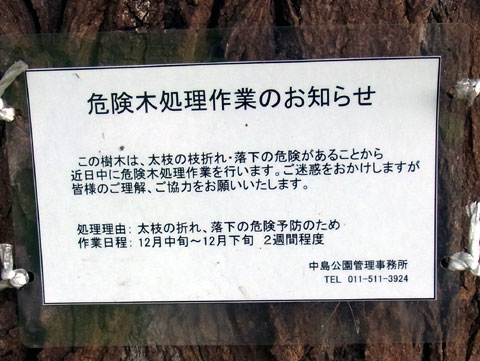 危険木処理作業のお知らせ
この樹木は、太枝の枝折れ・落下の危険があることから
近日中に危険木処理作業を行います。ご迷惑をおかけしますが
皆様のご理解、ご協力をお願いいたします。
処理理由: 太枝の折れ、落下の危険予防のため
作業日程: 12月中旬～12月下旬 2週間程度
中島公園管理事務所
TEL 011-511-3924